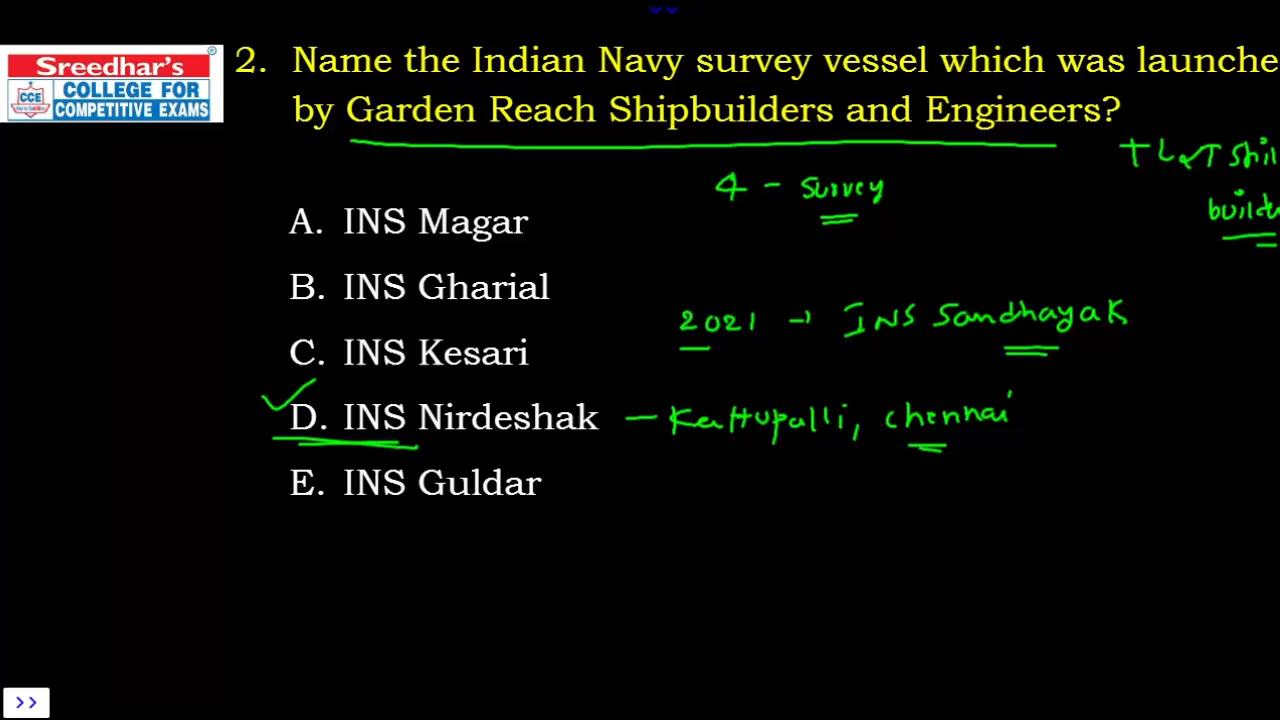 Sreedhar's
COLLEGE FOR
COMPETITIVE EXAMS
CCE
2. Name the Indian Navy survey vessel which was launche
by Garden Reach Shipbuilders and Engineers?
+ L&T Shi
builde
4 - Survey
A. INS Magar
B. INS Gharial
2021 → INS Sandhayak
C. INS Kesari
D. INS Nirdeshak - Kattupalli, chennai
E. INS Guldar
>>